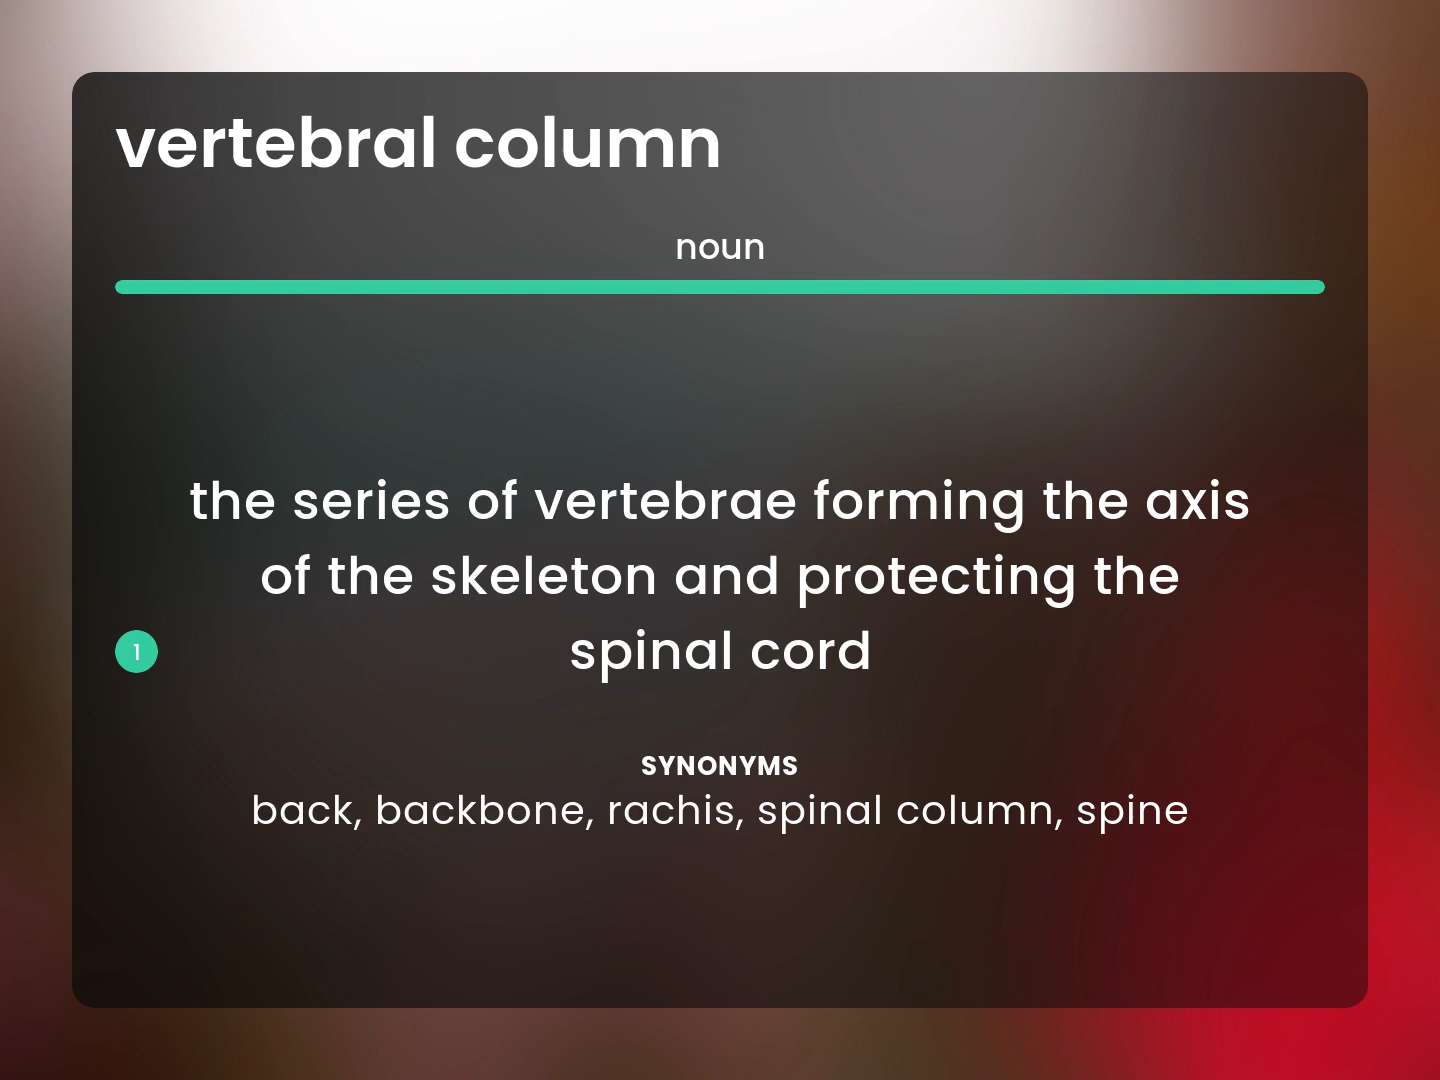 vertebral column
noun
the series of vertebrae forming the axis
of the skeleton and protecting the
1 spinal cord
SYNONYMS
back, backbone, rachis, spinal column, spine